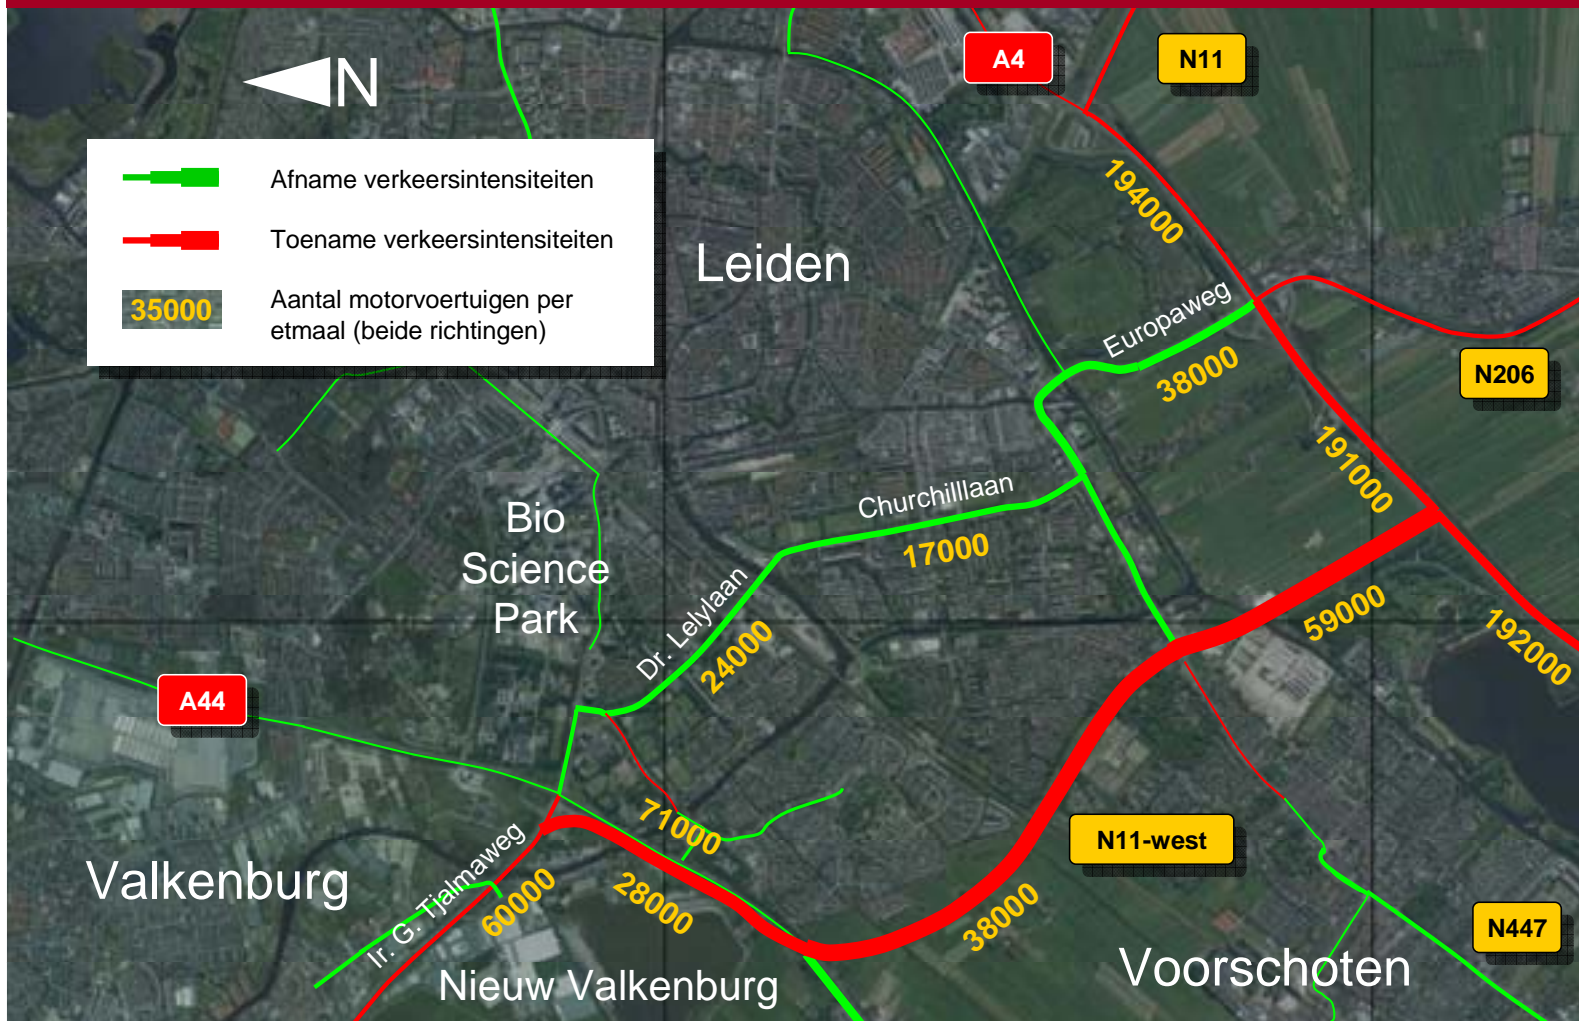 A4
N11
N
Afname verkeersintensiteiten
Toename verkeersintensiteiten
35000
Aantal motorvoertuigen per
etmaal (beide richtingen)
194000
Leiden
Europaweg
38000
N206
191000
Churchilllaan
17000
Bio
Science
Park
Dr. Lelylaan
24000
59000
192000
A44
71000
N11-west
Valkenburg
Ir. G. Tjalmaweg
60000
28000
38000
N447
Voorschoten
Nieuw Valkenburg